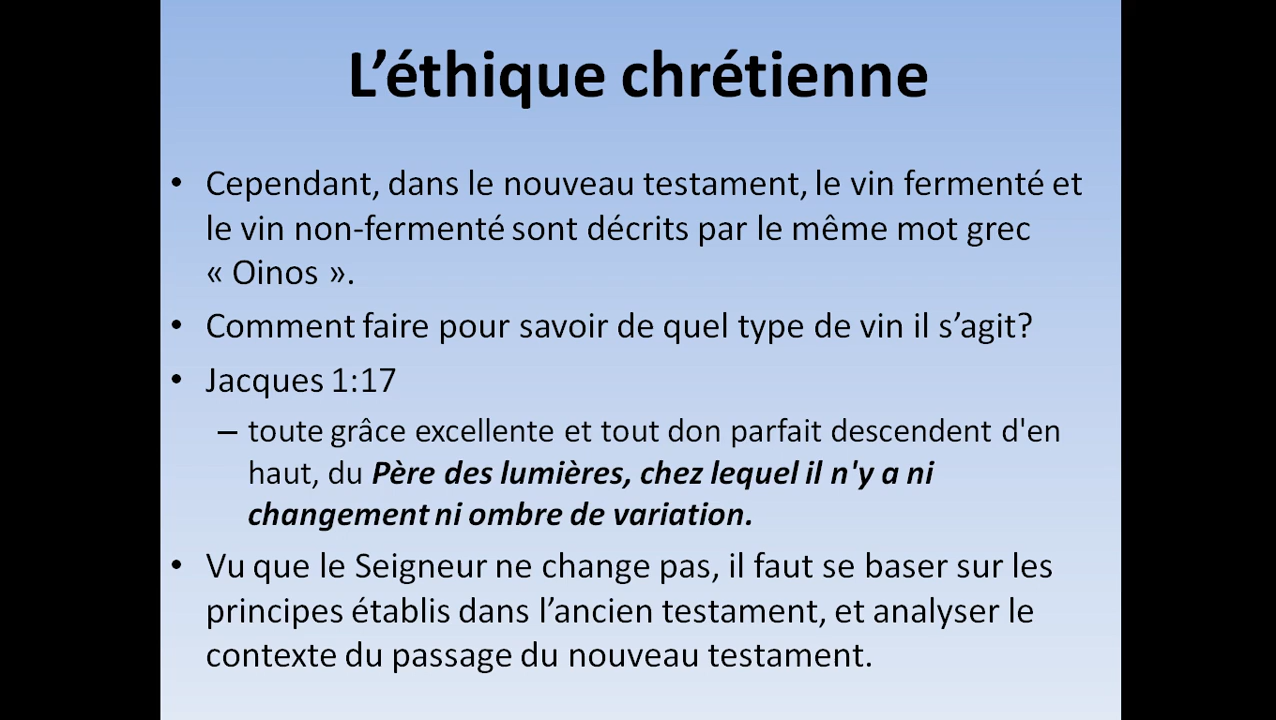 L’éthique chrétienne
• Cependant, dans le nouveau testament, le vin fermenté et
le vin non-fermenté sont décrits par le même mot grec
« Oinos ».
• Comment faire pour savoir de quel type de vin il s’agit?
• Jacques 1:17
– toute grâce excellente et tout don parfait descendent d'en
haut, du Père des lumières, chez lequel il n'y a ni
changement ni ombre de variation.
• Vu que le Seigneur ne change pas, il faut se baser sur les
principes établis dans l’ancien testament, et analyser le
contexte du passage du nouveau testament.